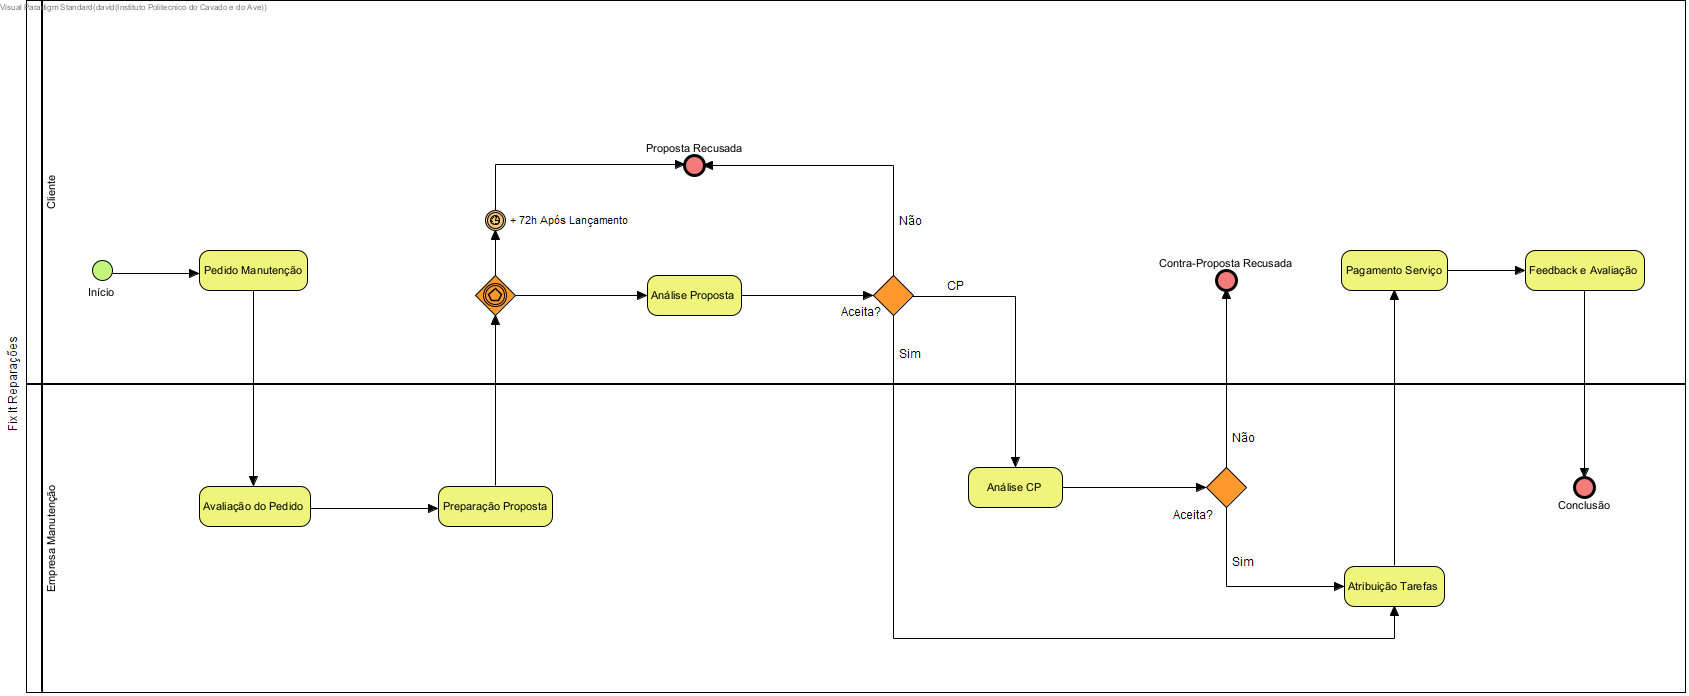 Visual Paradigm Standard(david(Instituto Politecnico do Cavado e do Ave))
Fix It Reparações
Cliente
Início
Pedido Manutenção
+ 72h Após Lançamento
Proposta Recusada
Análise Proposta
Aceita?
Não
CP
Sim
Contra-Proposta Recusada
Pagamento Serviço
Feedback e Avaliação
Empresa Manutenção
Avaliação do Pedido
Preparação Proposta
Análise CP
Aceita?
Não
Sim
Atribuição Tarefas
Conclusão